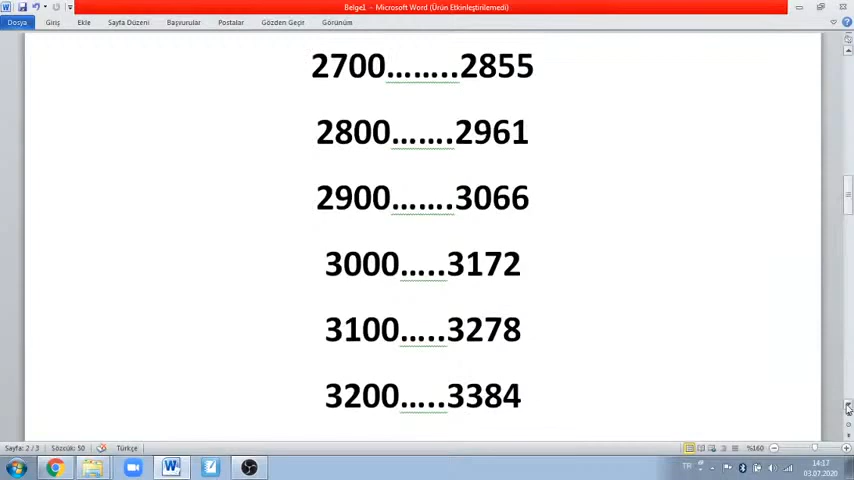 Belge1 - Microsoft Word (Ürün Etkinleştirilemedi)
Dosya Giriş Ekle Sayfa Düzeni Başvurular Postalar Gözden Geçir Görünüm
2700……..2855
2800…….2961
2900…….3066
3000…..3172
3100…..3278
3200…..3384
Sayfa: 2 / 3 Sözcük: 50 Türkçe %160
TR 14:17
03.07.2020